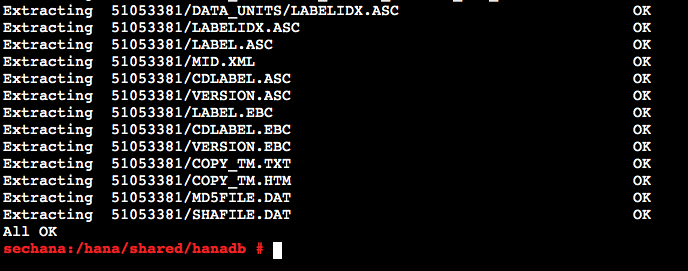 Extracting 51053381/DATA_UNITS/LABELIDX.ASC OK
Extracting 51053381/LABELIDX.ASC OK
Extracting 51053381/LABEL.ASC OK
Extracting 51053381/MID.XML OK
Extracting 51053381/CDLABEL.ASC OK
Extracting 51053381/VERSION.ASC OK
Extracting 51053381/LABEL.EBC OK
Extracting 51053381/CDLABEL.EBC OK
Extracting 51053381/VERSION.EBC OK
Extracting 51053381/COPY_TM.TXT OK
Extracting 51053381/COPY_TM.HTM OK
Extracting 51053381/MD5FILE.DAT OK
Extracting 51053381/SHAFILE.DAT OK
All OK
sechana:/hana/shared/hanadb #